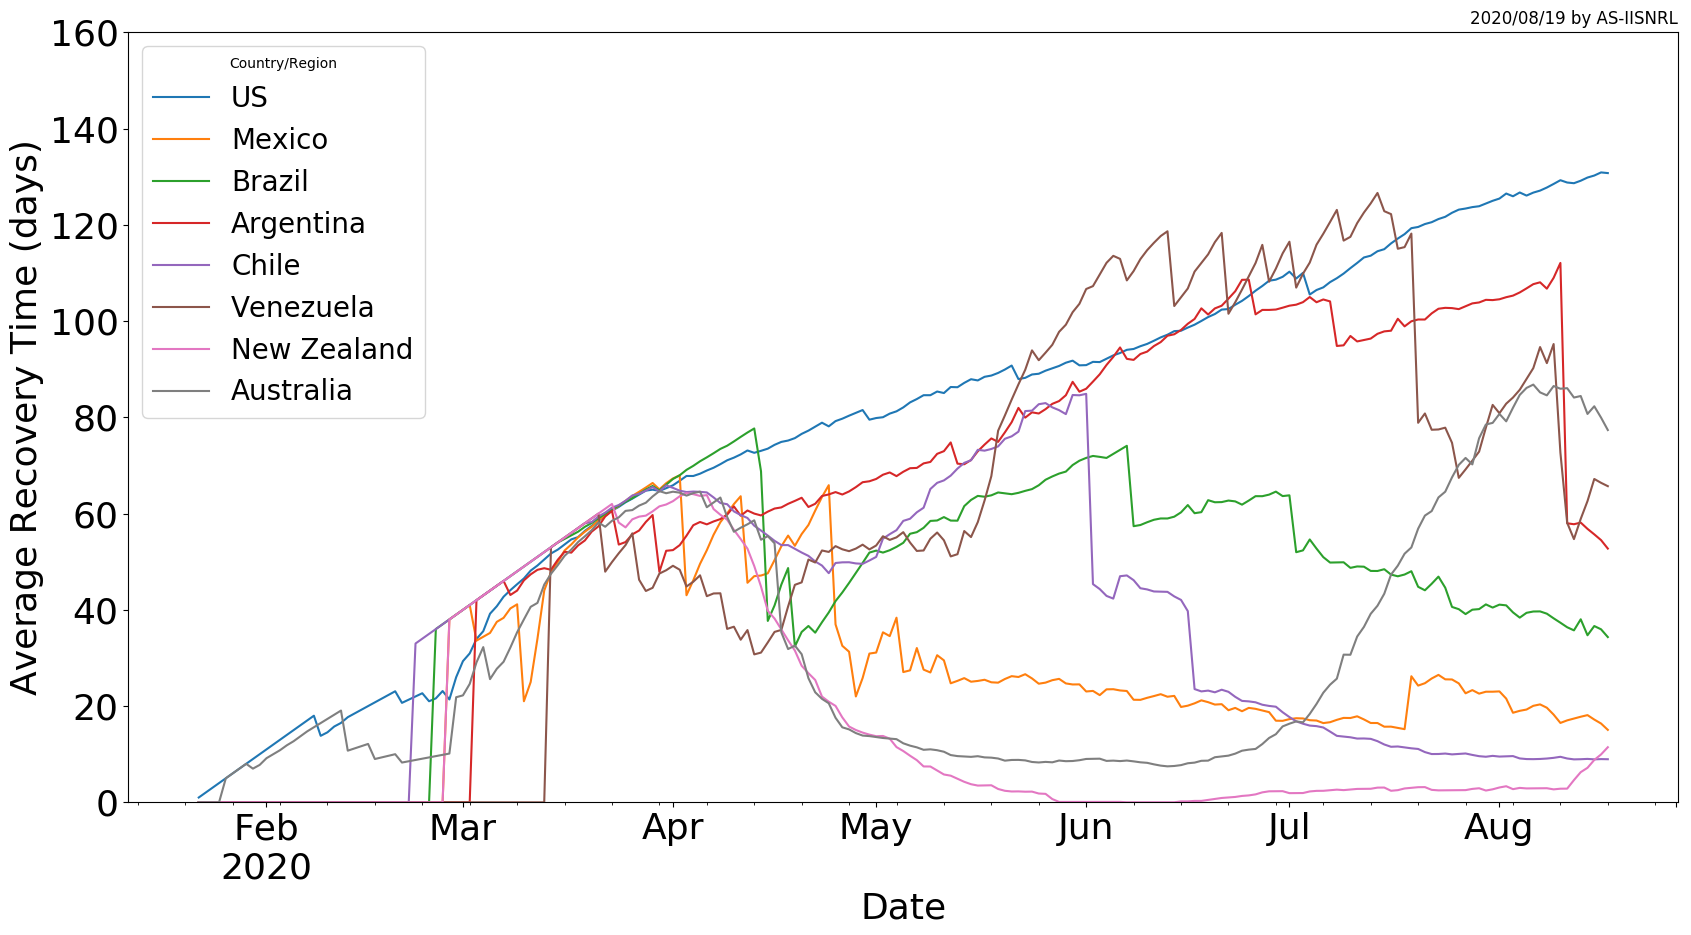 2020/08/19 by AS-IISNRL
Average Recovery Time (days)
160
140
120
100
80
60
40
20
0
Country/Region
US
Mexico
Brazil
Argentina
Chile
Venezuela
New Zealand
Australia
Feb Mar Apr May Jun Jul Aug
2020
Date